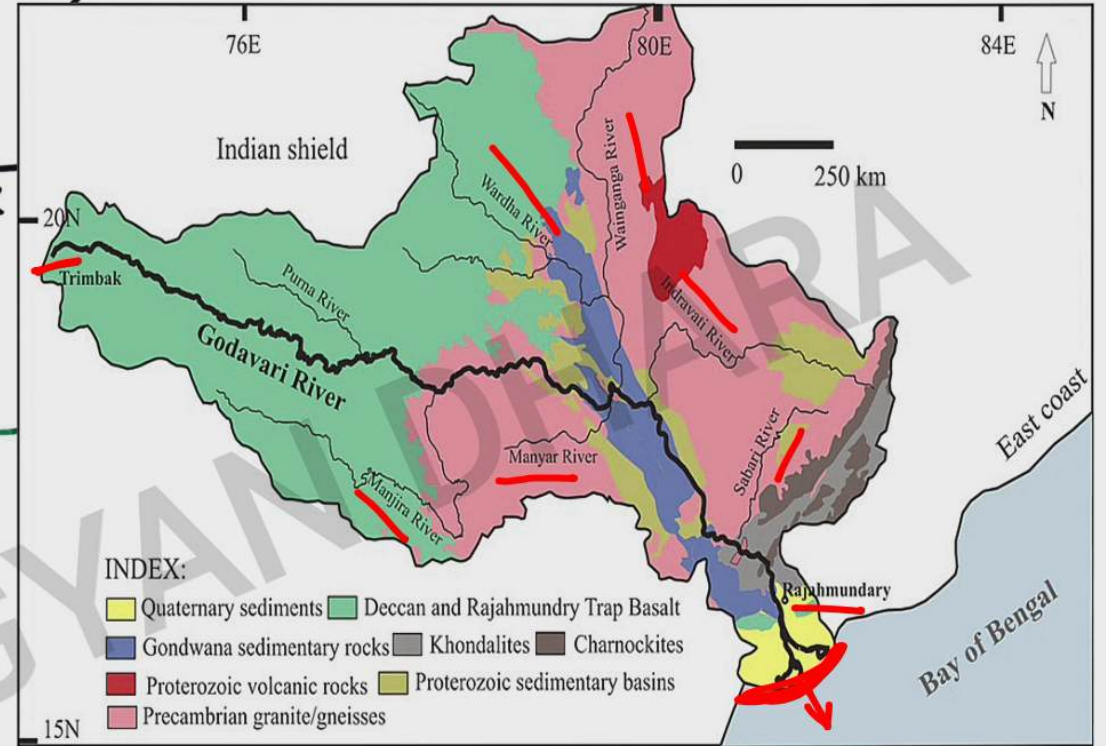 76E
80E
84E
N
Indian shield
0 250 km
Wardha River
Wainganga River
20N
Trimbak
Purna River
Indravati River
Godavari River
East coast
Manyar River
Sabari River
Manjira River
INDEX:
Rajahmundary
Quaternary sediments Deccan and Rajahmundry Trap Basalt
Gondwana sedimentary rocks Khondalites Charnockites
Proterozoic volcanic rocks Proterozoic sedimentary basins
Precambrian granite/gneisses
Bay of Bengal
15N
GYAN DHARA